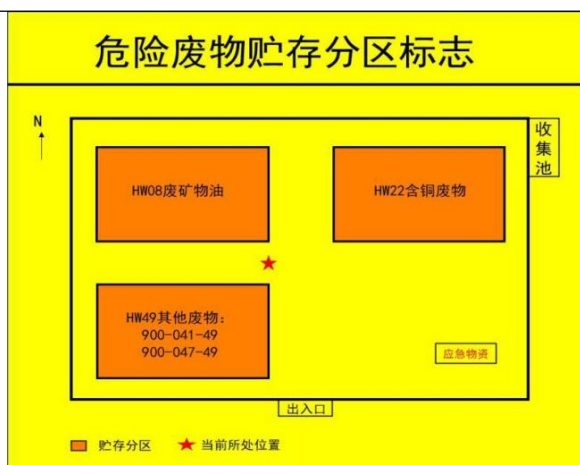 危险废物贮存分区标志
N
收
集
池
HW08废矿物油
HW22含铜废物
HW49其他废物：
900-041-49
900-047-49
应急物资
出入口
贮存分区
当前所处位置